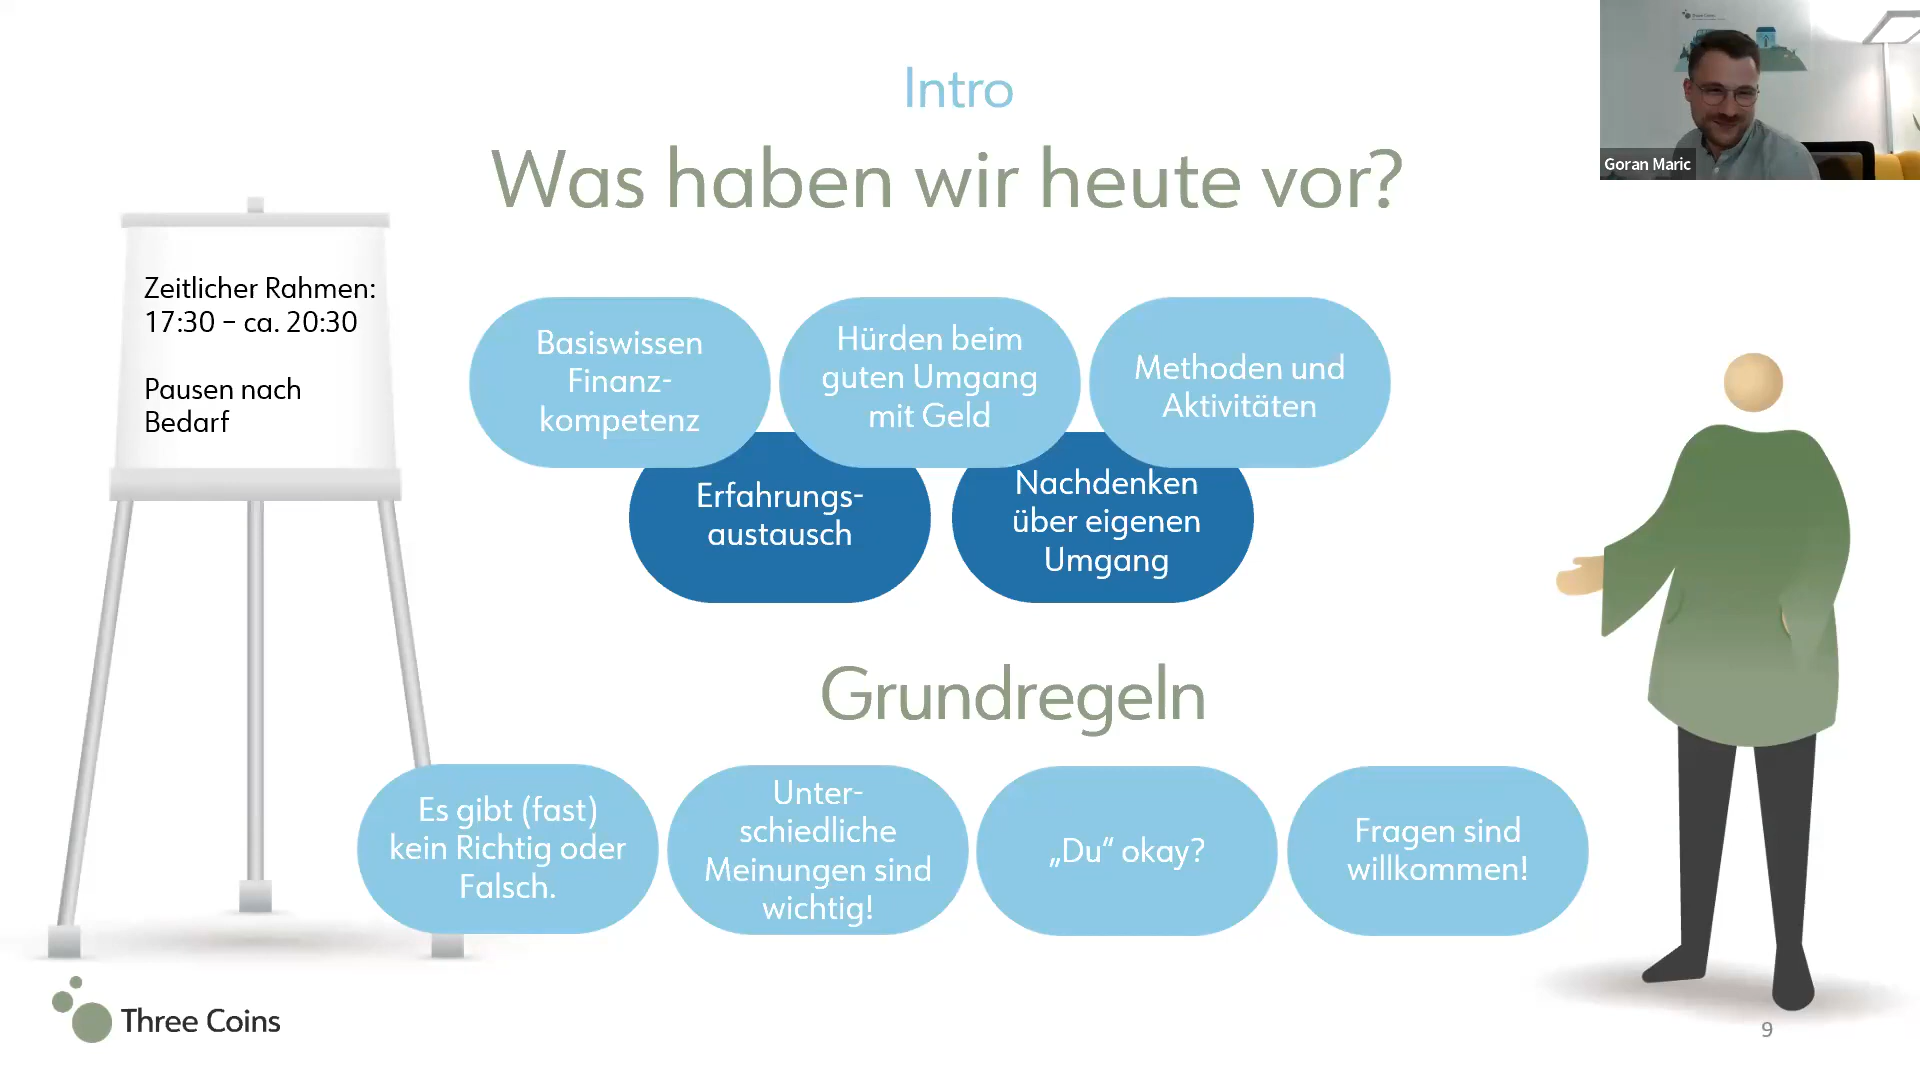 Intro
Was haben wir heute vor?
Goran Maric
Zeitlicher Rahmen:
17:30 – ca. 20:30
Pausen nach
Bedarf
Basiswissen
Finanz-
kompetenz
Hürden beim
guten Umgang
mit Geld
Methoden und
Aktivitäten
Erfahrungs-
austausch
Nachdenken
über eigenen
Umgang
Grundregeln
Es gibt (fast)
kein Richtig oder
Falsch.
Unter-
schiedliche
Meinungen sind
wichtig!
„Du“ okay?
Fragen sind
willkommen!
Three Coins
9